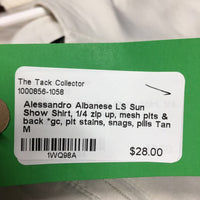 The Tack Collector
1000856-1058
Alessandro Albanese LS Sun
Show Shirt, 1/4 zip up, mesh pits &
back *gc, pit stains, snags, pills Tan
M
1WQ98A
$28.00